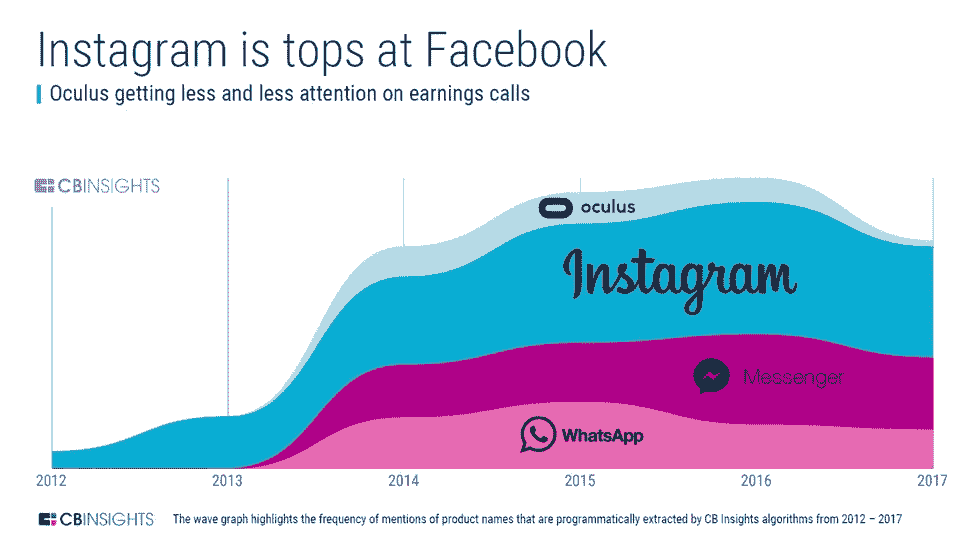 Instagram is tops at Facebook
Oculus getting less and less attention on earnings calls
CBINSIGHTS
oculus
Instagram
Messenger
WhatsApp
2012 2013 2014 2015 2016 2017
CBINSIGHTS The wave graph highlights the frequency of mentions of product names that are programmatically extracted by CB Insights algorithms from 2012 – 2017